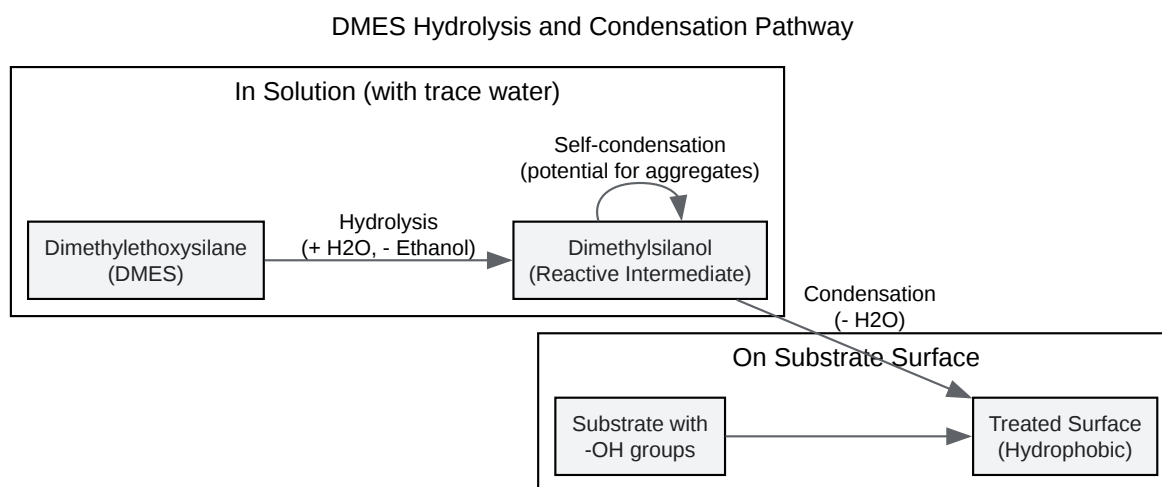 DMES Hydrolysis and Condensation Pathway
In Solution (with trace water)
Self-condensation
(potential for aggregates)
Hydrolysis
(+ H2O, - Ethanol)
Dimethylethoxysilane
(DMES)
Dimethylsilanol
(Reactive Intermediate)
Condensation
(- H2O)
On Substrate Surface
Substrate with
-OH groups
Treated Surface
(Hydrophobic)